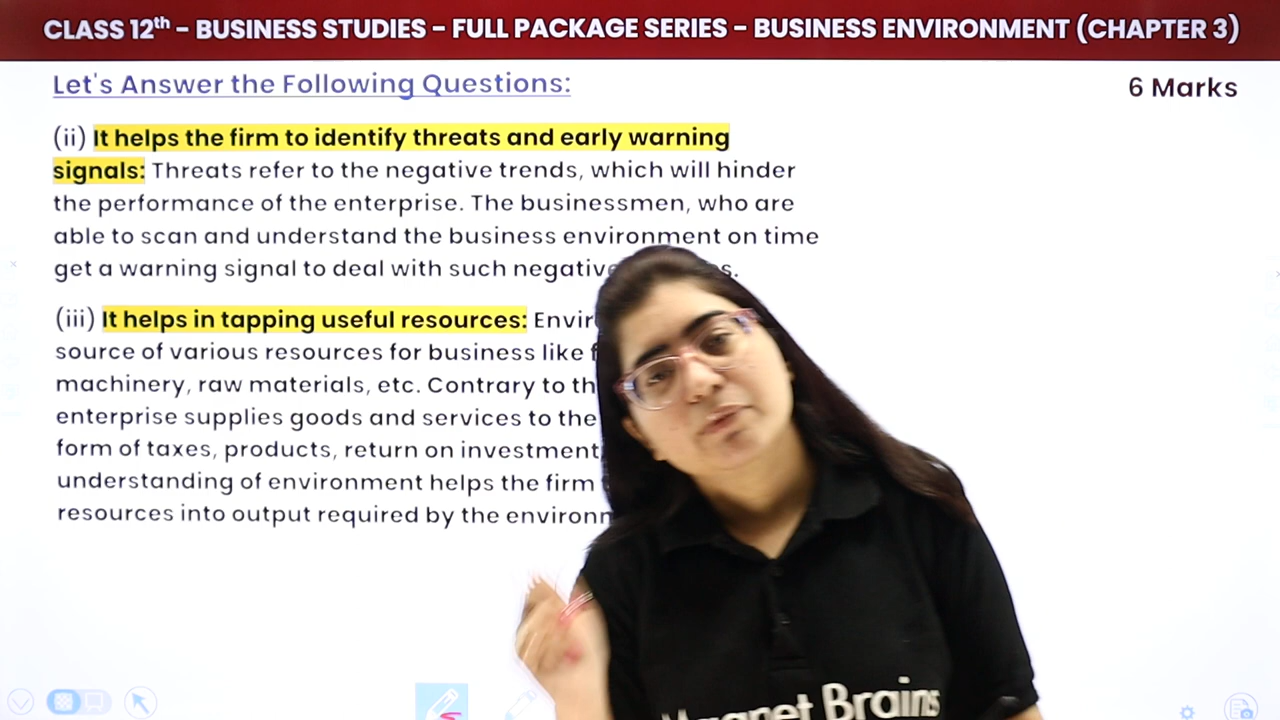 CLASS 12th – BUSINESS STUDIES – FULL PACKAGE SERIES – BUSINESS ENVIRONMENT (CHAPTER 3)
Let's Answer the Following Questions:
6 Marks
(ii) It helps the firm to identify threats and early warning
signals: Threats refer to the negative trends, which will hinder
the performance of the enterprise. The businessmen, who are
able to scan and understand the business environment on time
get a warning signal to deal with such
(iii) It helps in tapping useful resources:
source of various resources for business like
machinery, raw materials, etc. Contrary to
enterprise supplies goods and services to the
form of taxes, products, return on investment
understanding of environment helps the firm
resources into output required by the
Brains